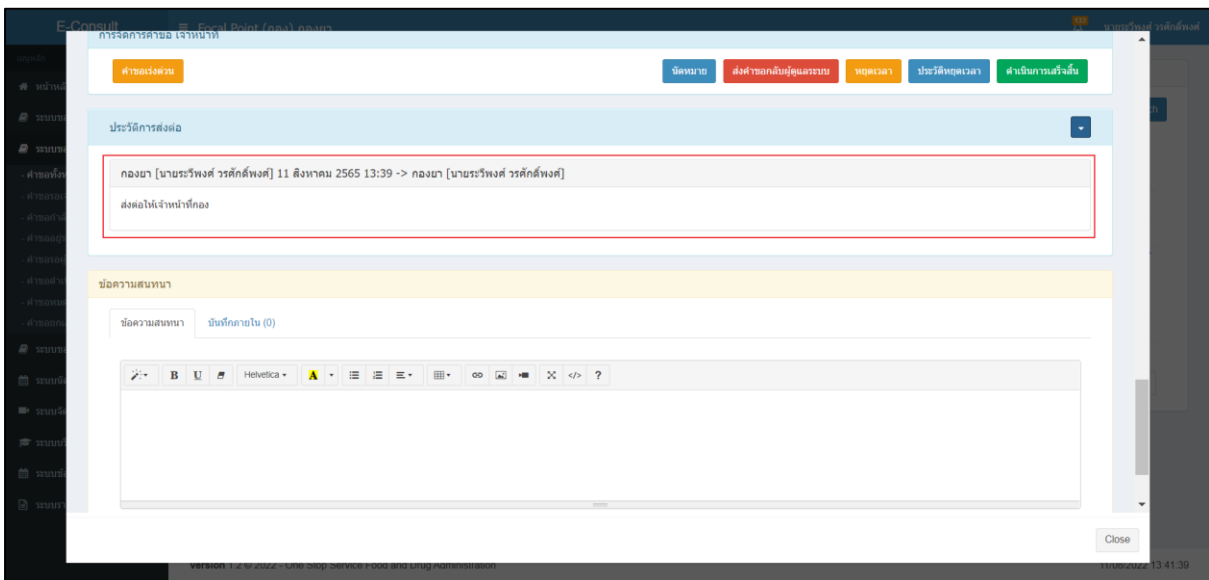 E-Consult
Focal Point (กอง) กองยา
นายระวีพงศ์ วรศักดิ์พงศ์
การจัดการคำขอ เจ้าหน้าที่
คำขอเร่งด่วน นัดหมาย ส่งคำขอกลับผู้ดูแลระบบ หยุดเวลา ประวัติหยุดเวลา ดำเนินการเสร็จสิ้น
ประวัติการส่งต่อ
กองยา [นายระวีพงศ์ วรศักดิ์พงศ์] 11 สิงหาคม 2565 13:39 -> กองยา [นายระวีพงศ์ วรศักดิ์พงศ์]
ส่งต่อให้เจ้าหน้าที่กอง
ข้อความสนทนา
ข้อความสนทนา บันทึกภายใน (0)
B U Helvetica A </> ?
Close
Version 1.2 © 2022 - One Stop Service Food and Drug Administration
11/08/2022 13:41:39